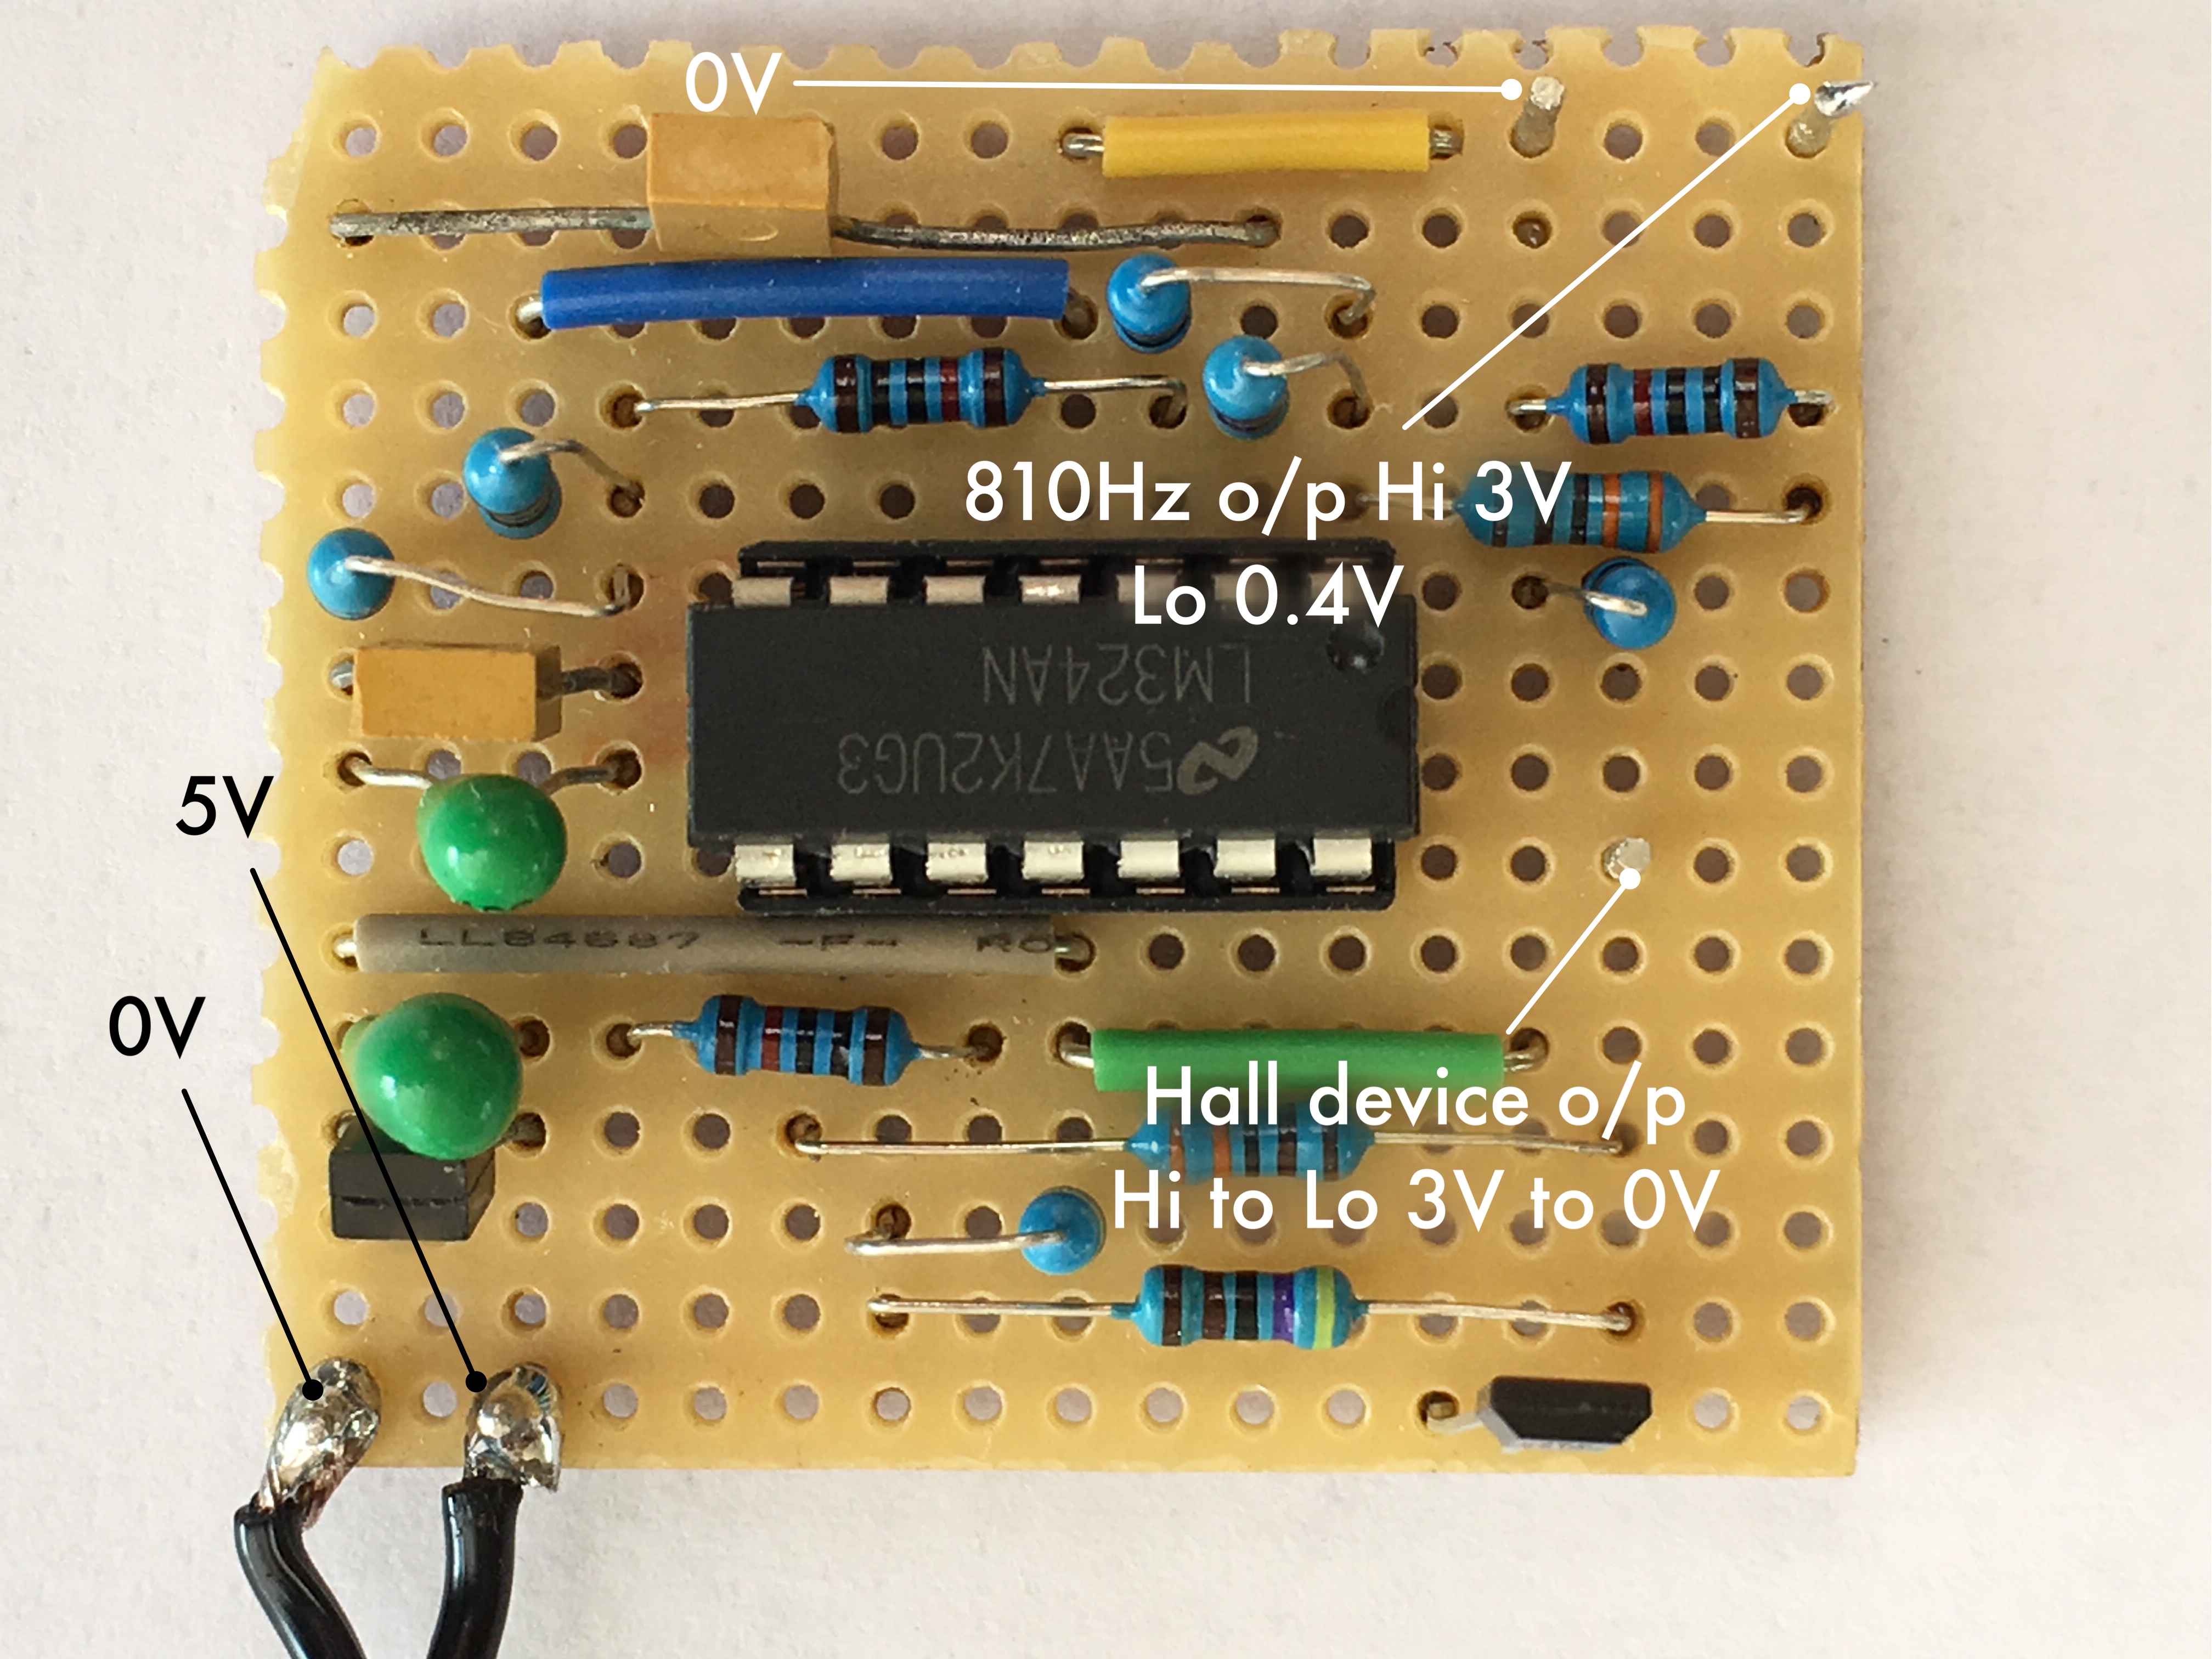 0V
810Hz o/p Hi 3V
Lo 0.4V
LM324AN
5AA7K2UG3
5V
LL84687 -F- RO
0V
Hall device o/p
Hi to Lo 3V to 0V